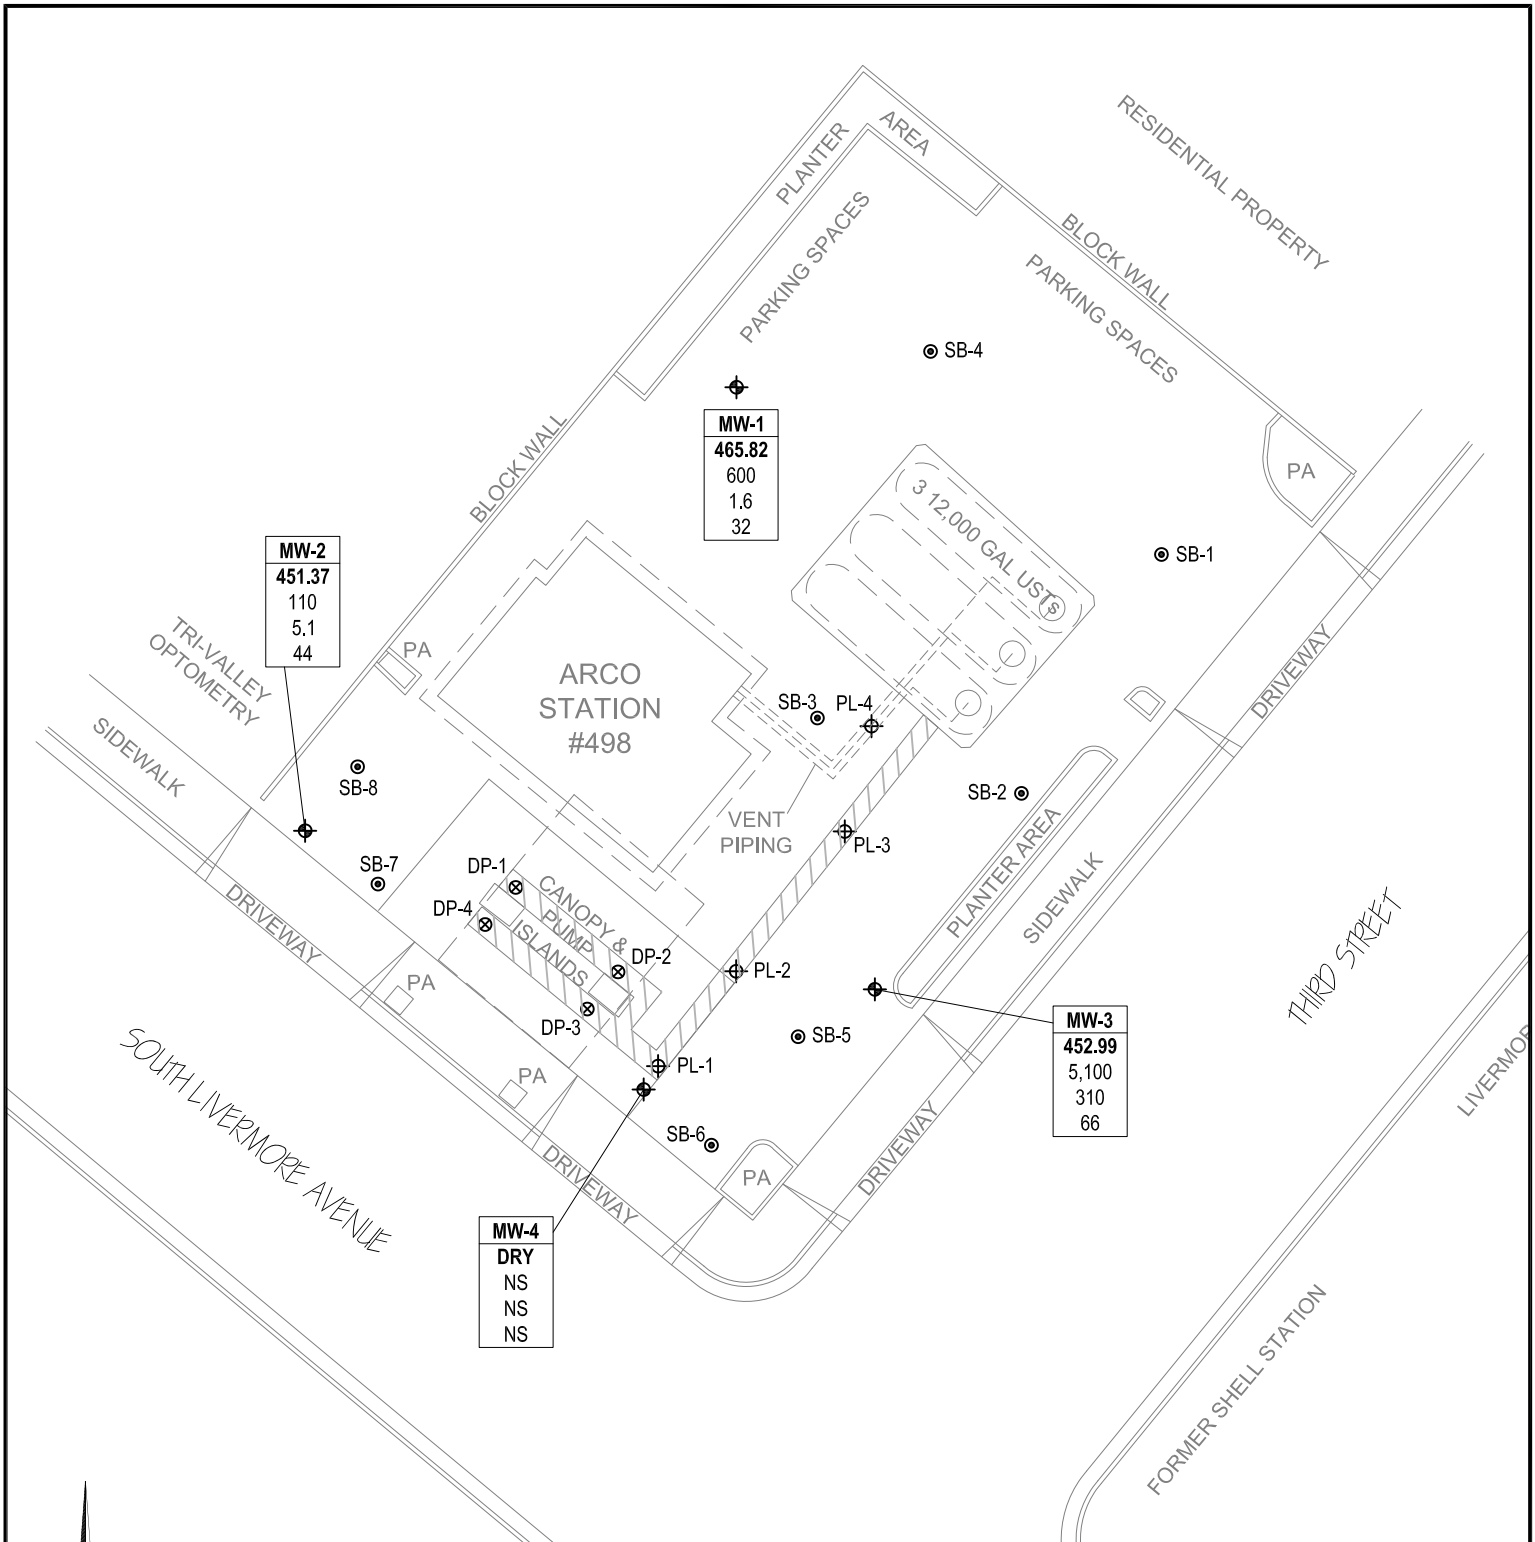 RESIDENTIAL PROPERTY
PLANTER
AREA
PARKING SPACES
BLOCK WALL
PARKING SPACES
SB-4
MW-1
465.82
600
1.6
32
BLOCK WALL
PA
3 12,000 GAL USTs
SB-1
MW-2
451.37
110
5.1
44
TRI-VALLEY
OPTOMETRY
PA
ARCO
STATION
#498
SB-3
PL-4
DRIVEWAY
SIDEWALK
SB-8
SB-2
VENT
PIPING
PL-3
PLANTER AREA
SIDEWALK
SB-7
DP-1
DP-4
CANOPY &
PUMP
ISLANDS
DP-2
DP-3
DRIVEWAY
PL-2
THIRD STREET
PA
SB-5
MW-3
452.99
5,100
310
66
SOUTH LIVERMORE AVENUE
PA
PL-1
SB-6
PA
DRIVEWAY
DRIVEWAY
MW-4
DRY
NS
NS
NS
FORMER SHELL STATION
LIVERMOR